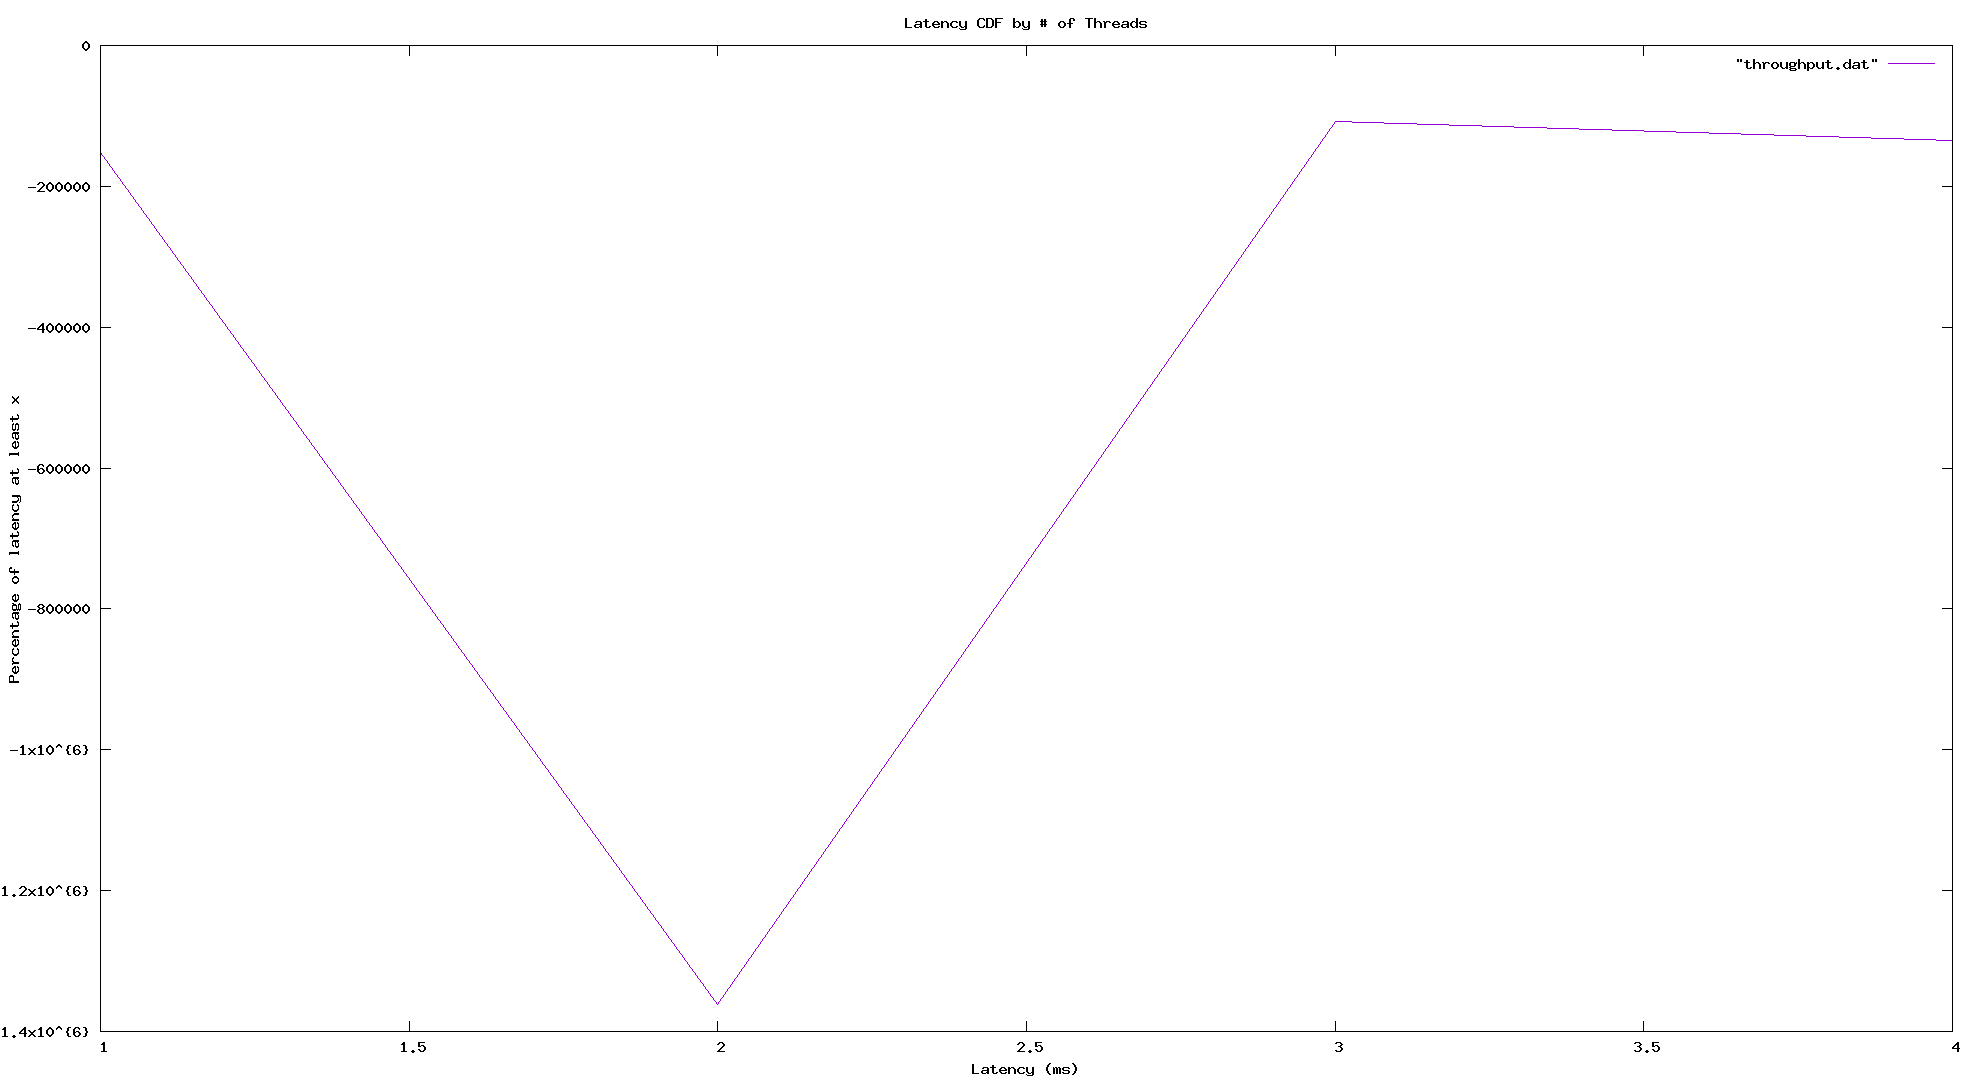 Latency CDF by # of Threads
"throughput.dat"
0
-200000
-400000
-600000
-800000
-1x10^{6}
1.2x10^{6}
1.4x10^{6}
Percentage of latency at least x
1 1.5 2 2.5 3 3.5 4
Latency (ms)